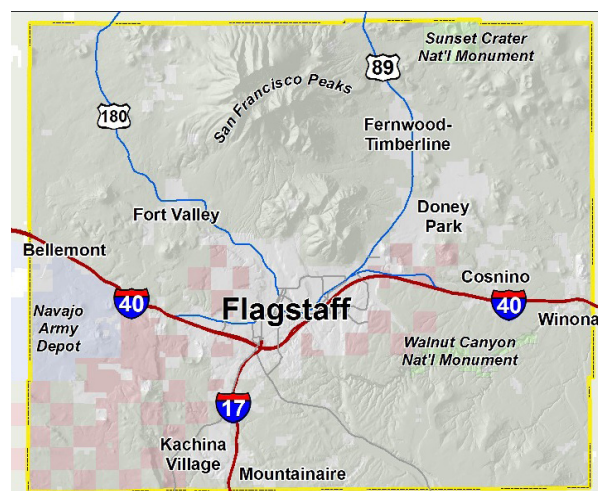 Sunset Crater
Nat'l Monument
89
San Francisco Peaks
180
Fernwood-
Timberline
Fort Valley
Doney
Park
Bellemont
Cosnino
40
Flagstaff
40
Navajo
Army
Depot
Winona
Walnut Canyon
Nat'l Monument
17
Kachina
Village
Mountainaire